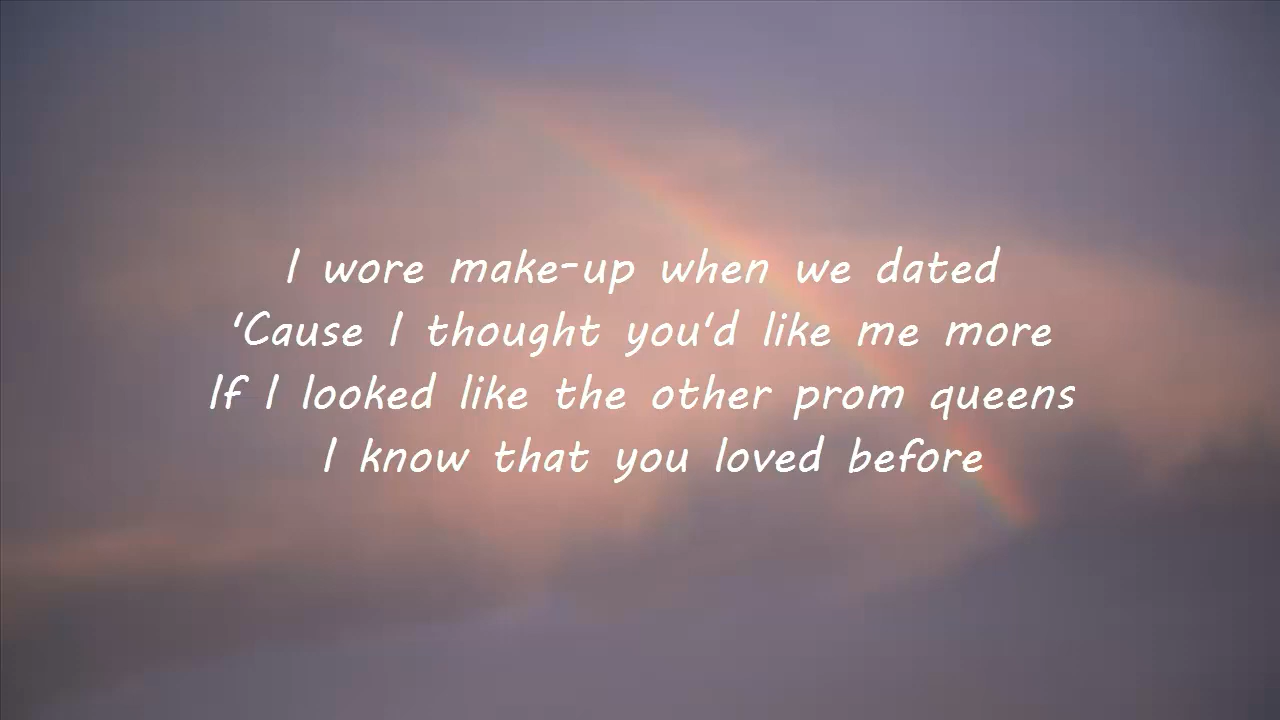 I wore make-up when we dated
'Cause I thought you'd like me more
If I looked like the other prom queens
I know that you loved before